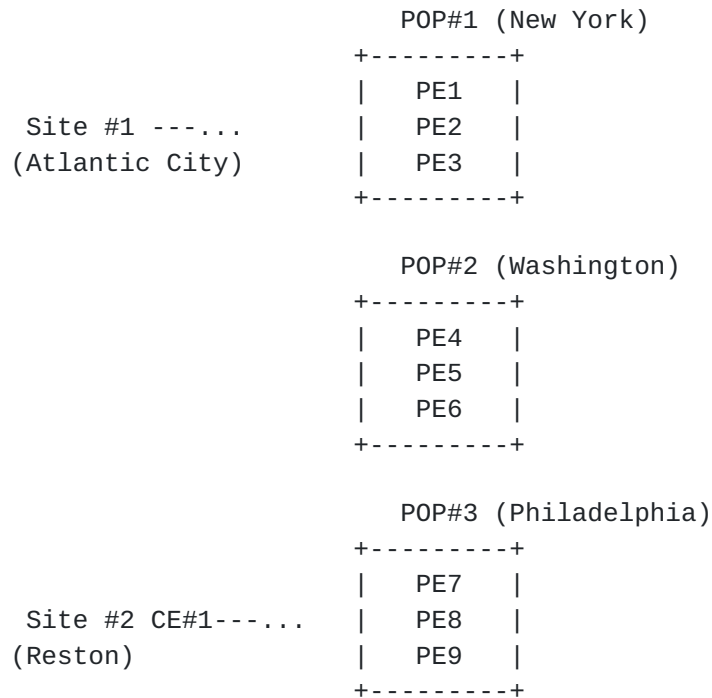 POP#1 (New York)
+---------+
|   PE1   |
Site #1 ---...       |   PE2   |
(Atlantic City)       |   PE3   |
+---------+
POP#2 (Washington)
+---------+
|   PE4   |
|   PE5   |
|   PE6   |
+---------+
POP#3 (Philadelphia)
+---------+
|   PE7   |
Site #2 CE#1---...   |   PE8   |
(Reston)              |   PE9   |
+---------+